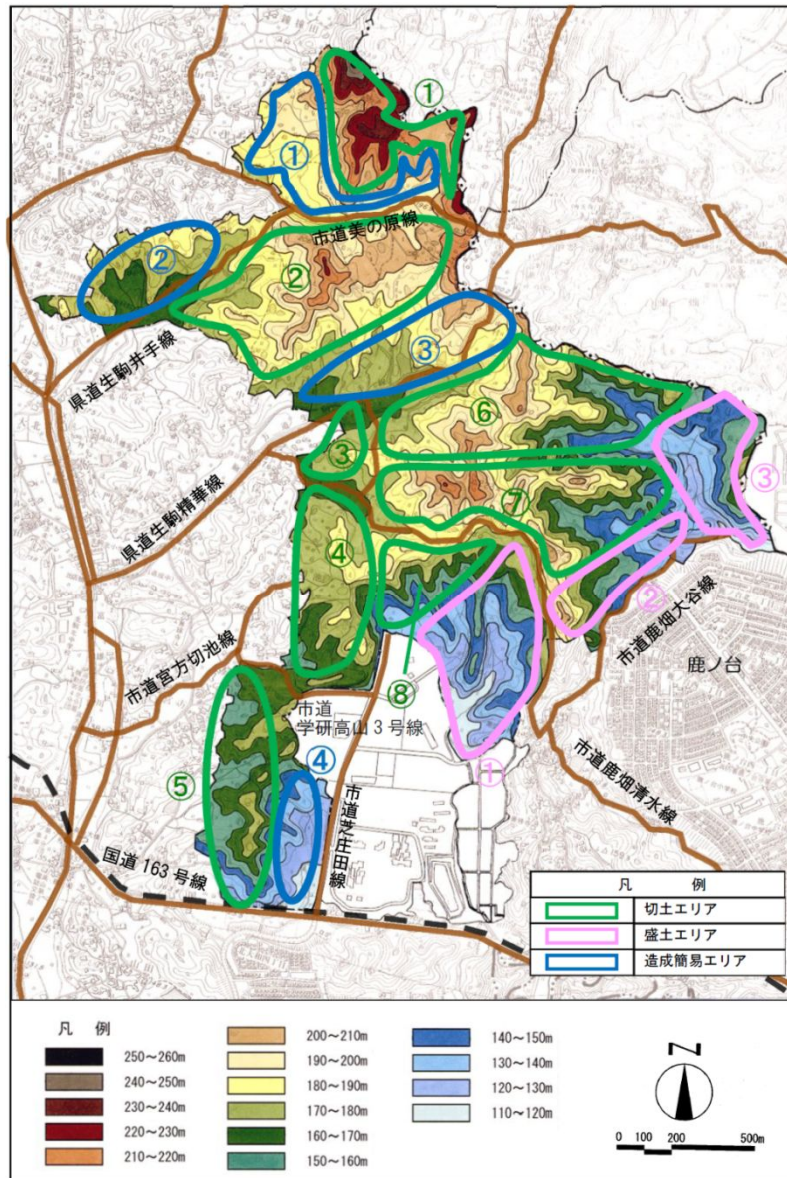 ①
①
②
市道美の原線
②
③
県道生駒井手線
⑥
③
③
県道生駒精華線
⑦
④
②
市道鹿畑大谷線
市道宮方切池線
鹿ノ台
⑧
市道
学研高山3号線
①
④
⑤
市道芝庄田線
市道鹿畑清水線
国道163号線
凡 例
切土エリア
盛土エリア
造成簡易エリア
凡 例
250～260m
240～250m
230～240m
220～230m
210～220m
200～210m
190～200m
180～190m
170～180m
160～170m
150～160m
140～150m
130～140m
120～130m
110～120m
N
0 100 200 500m